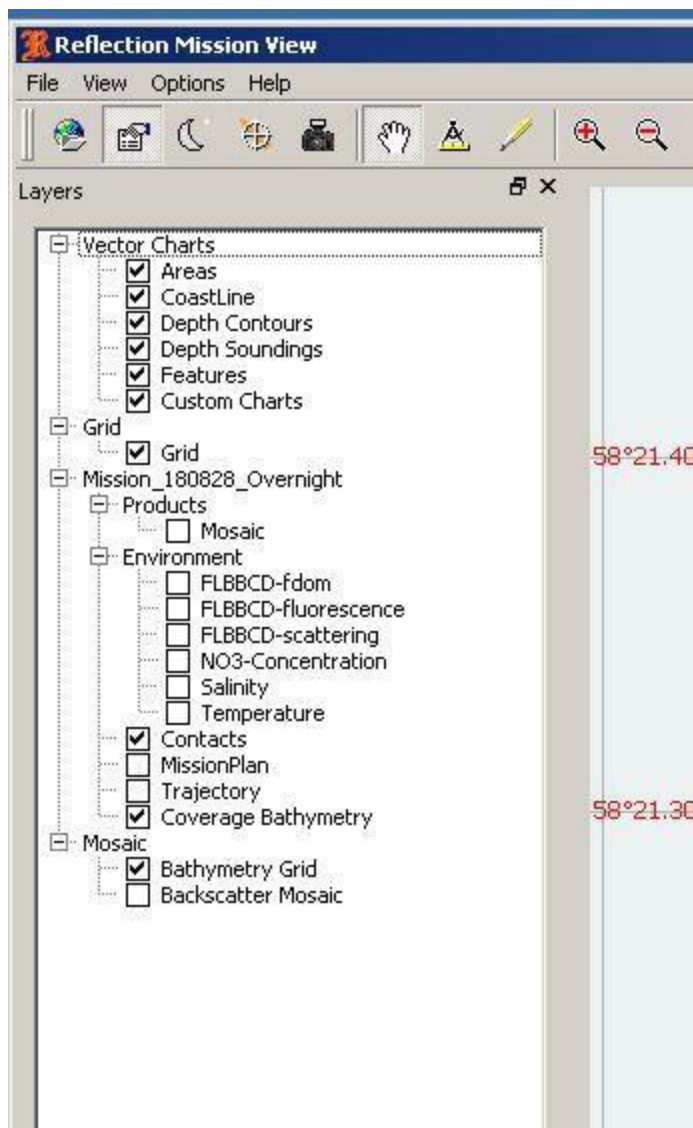 Reflection Mission View
File View Options Help
Layers
Vector Charts
Areas
CoastLine
Depth Contours
Depth Soundings
Features
Custom Charts
Grid
Grid
58°21.40
Mission_180828_Overnight
Products
Mosaic
Environment
FLBBCD-fdom
FLBBCD-fluorescence
FLBBCD-scattering
NO3-Concentration
Salinity
Temperature
Contacts
MissionPlan
Trajectory
Coverage Bathymetry
58°21.30
Mosaic
Bathymetry Grid
Backscatter Mosaic